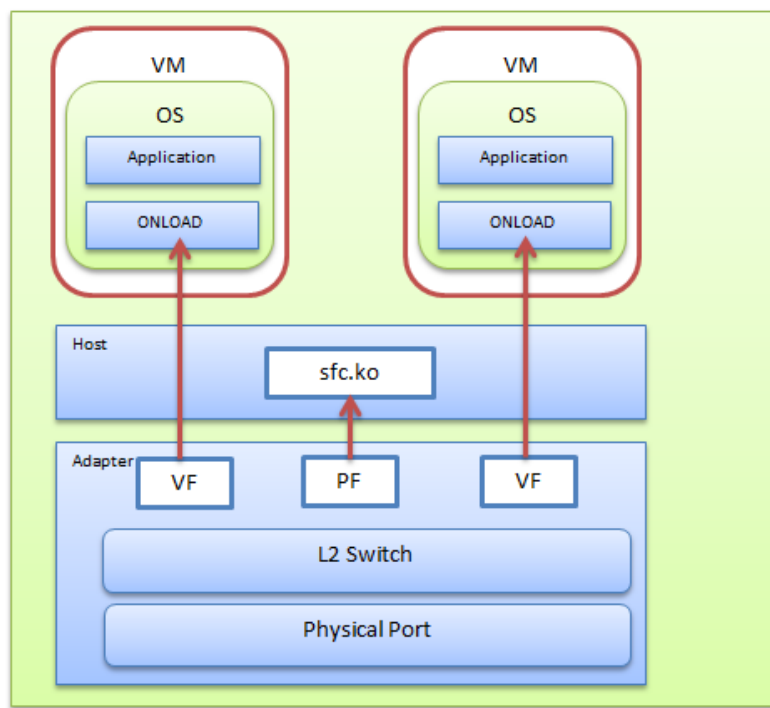 VM
OS
Application
ONLOAD
VM
OS
Application
ONLOAD
Host
sfc.ko
Adapter
VF
PF
VF
L2 Switch
Physical Port